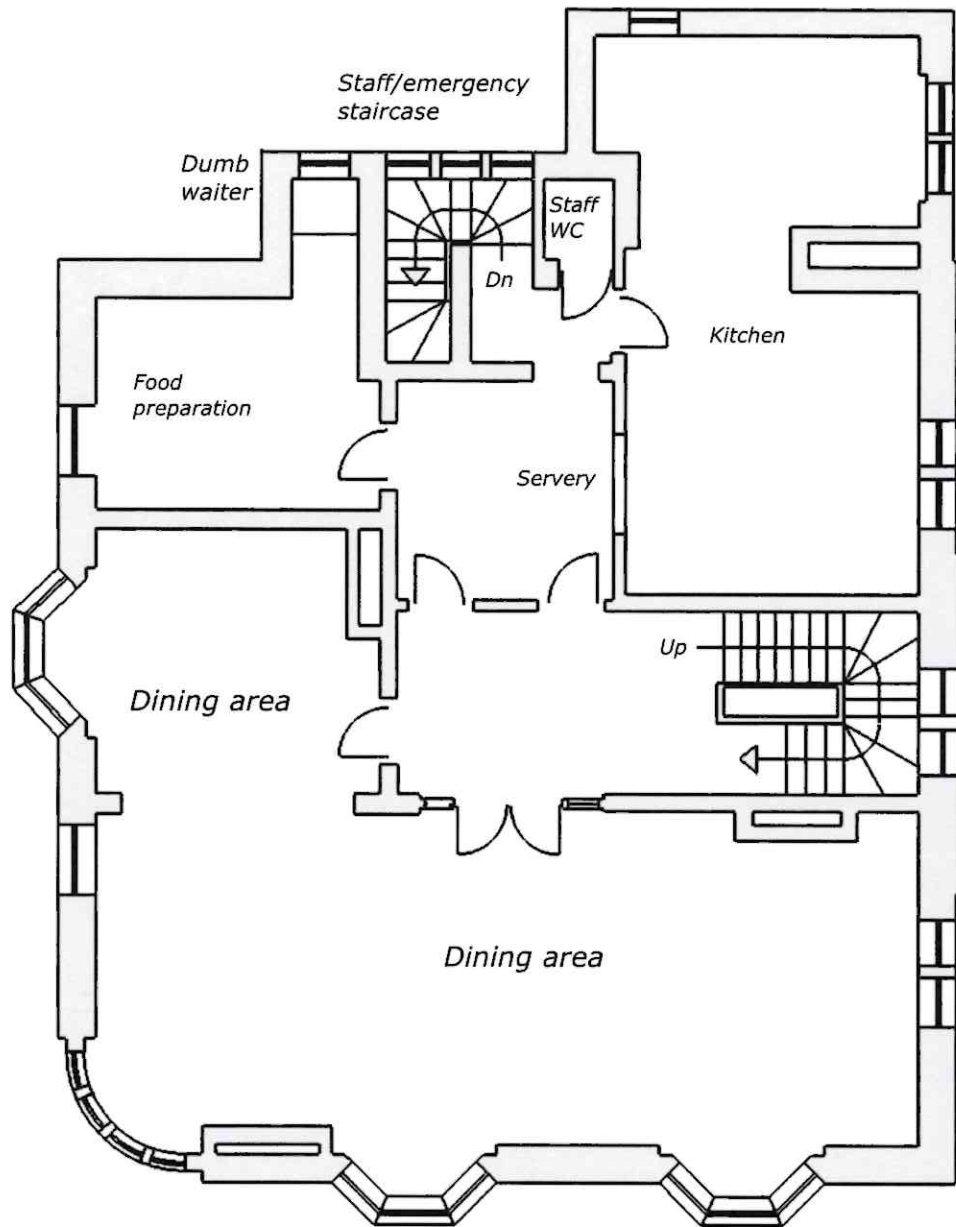 Staff/emergency
staircase
Dumb
waiter
Staff
WC
Dn
Kitchen
Food
preparation
Servery
Up
Dining area
Dining area